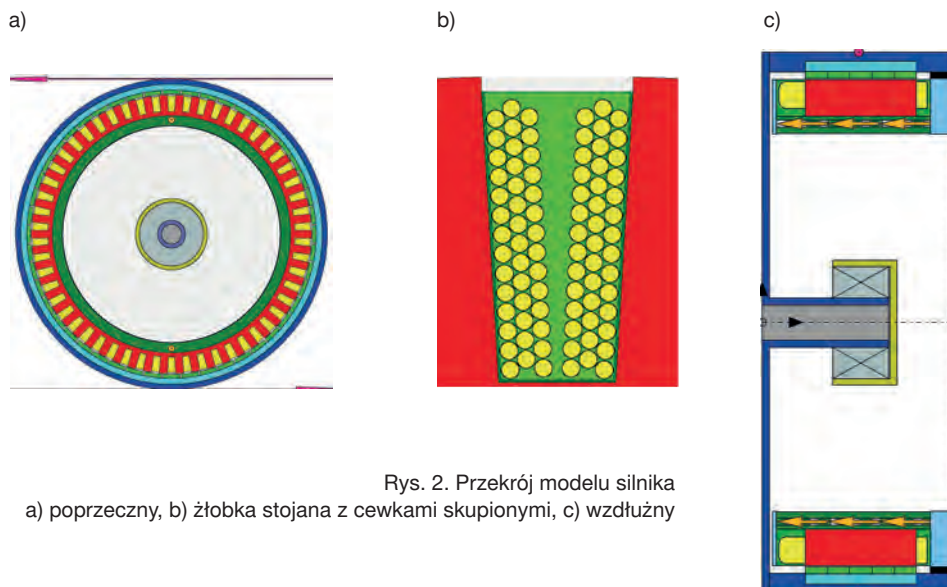 a)
b)
c)
Rys. 2. Przekrój modelu silnika
a) poprzeczny, b) żłobka stojana z cewkami skupionymi, c) wzdłużny